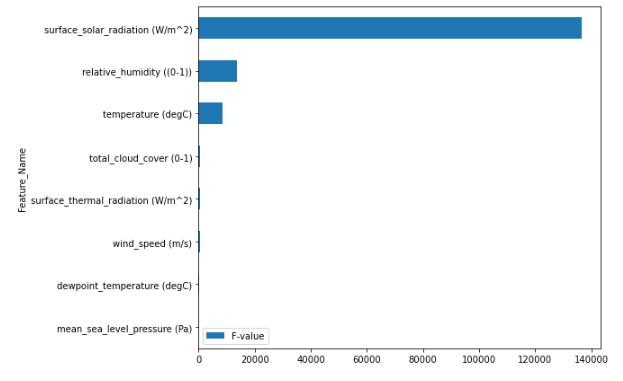 Feature_Name
surface_solar_radiation (W/m^2)
relative_humidity ((0-1))
temperature (degC)
total_cloud_cover (0-1)
surface_thermal_radiation (W/m^2)
wind_speed (m/s)
dewpoint_temperature (degC)
mean_sea_level_pressure (Pa)
F-value
0 20000 40000 60000 80000 100000 120000 140000